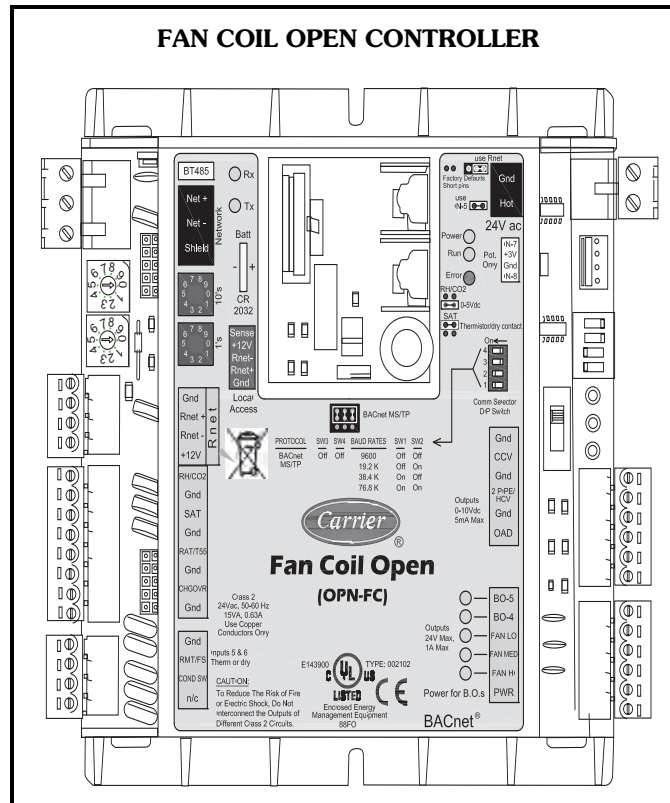 FAN COIL OPEN CONTROLLER
BT485
Rx
Tx
Net +
Net -
Shield
Network
Batt
- +
CR
2032
10's
1's
Sense
+12V
Rnet-
Rnet+
Gnd
Local
Access
Gnd
Rnet +
Rnet -
+12V
Rnet
RH/CO2
Gnd
SAT
Gnd
RAT/T55
Gnd
CHGOVR
Gnd
Gnd
RMT/FS
COND SW
n/c
Class 2
24Vac, 50-60 Hz
15VA, 0.63A
Use Copper
Conductors Only
Inputs 5 & 6
Therm or dry
CAUTION:
To Reduce The Risk of Fire
or Electric Shock, Do Not
Interconnect the Outputs of
Different Class 2 Circuits.
BACnet MS/TP
PROTOCOL SW3 SW4 BAUD RATES SW1 SW2
BACnet MS/TP Off Off 9600 Off Off
19.2 K Off On
38.4 K On Off
76.8 K On On
Carrier
®
Fan Coil Open
(OPN-FC)
E143900
C UL US
LISTED
TYPE: 002102
CE
Enclosed Energy
Management Equipment
88FO
BACnet®
use Rnet
Factory Defaults
Short pins
use
IN-5
Gnd
Hot
24V ac
Power
Run
Error
Pot.
Only
IN-7
+3V
Gnd
IN-8
RH/CO2
0-5Vdc
SAT
Thermistor/dry contact
On
4
3
2
1
Comm Selector
DIP Switch
Outputs
0-10Vdc
5mA Max
Gnd
CCV
Gnd
2 PIPE/
HCV
Gnd
OAD
Outputs
24V Max,
1A Max
BO-5
BO-4
FAN LO
FAN MED
FAN HI
Power for B.O.s
PWR